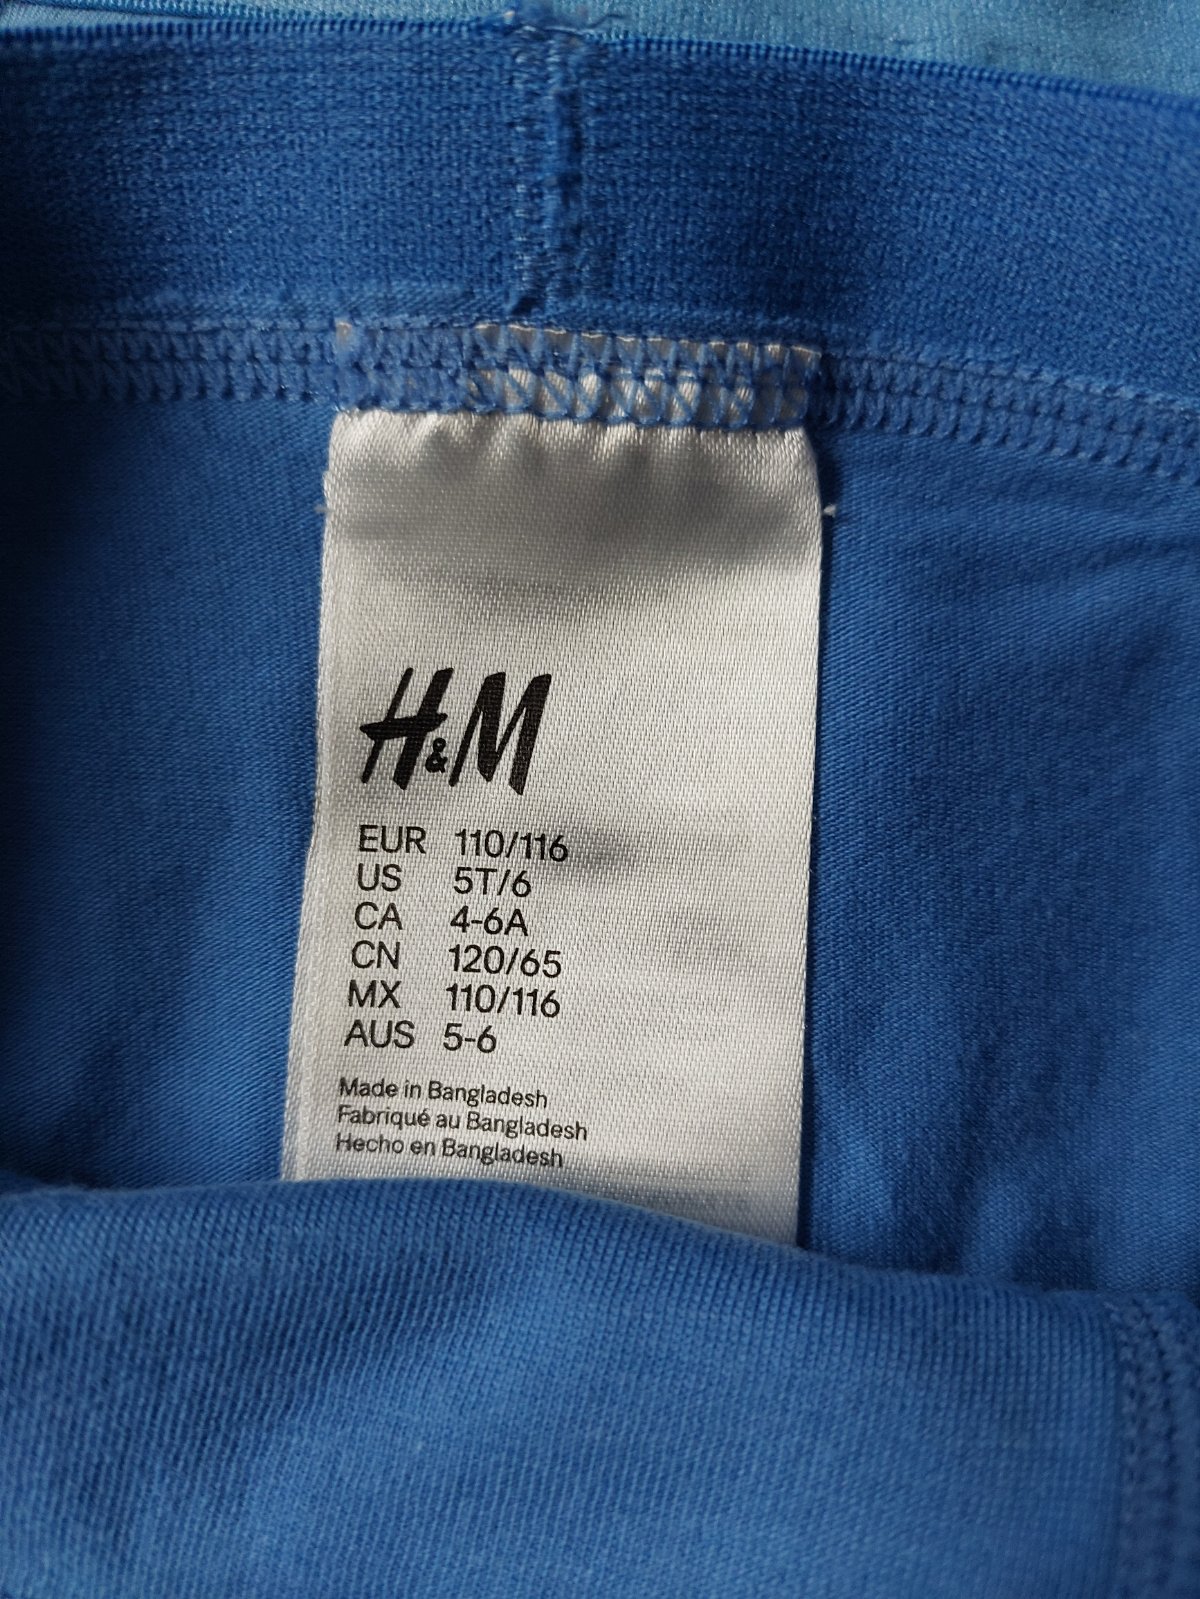 H&M
EUR 110/116
US 5T/6
CA 4-6A
CN 120/65
MX 110/116
AUS 5-6
Made in Bangladesh
Fabriqué au Bangladesh
Hecho en Bangladesh